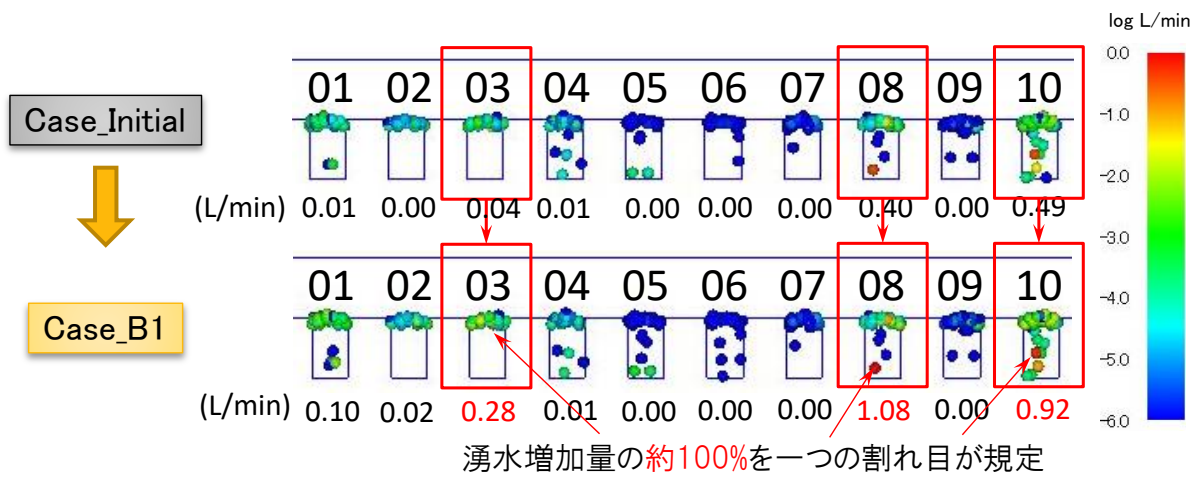 log L/min
0.0
01 02 03 04 05 06 07 08 09 10
Case_Initial
-1.0
-2.0
(L/min) 0.01 0.00 0.04 0.01 0.00 0.00 0.00 0.40 0.00 0.49
-3.0
01 02 03 04 05 06 07 08 09 10
-4.0
Case_B1
-5.0
(L/min) 0.10 0.02 0.28 0.01 0.00 0.00 0.00 1.08 0.00 0.92
-6.0
湧水増加量の約100%を一つの割れ目が規定